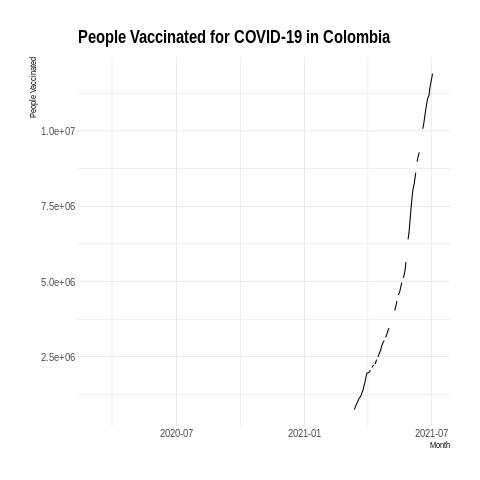 People Vaccinated for COVID-19 in Colombia
People Vaccinated
1.0e+07
7.5e+06
5.0e+06
2.5e+06
2020-07
2021-01
2021-07
Month